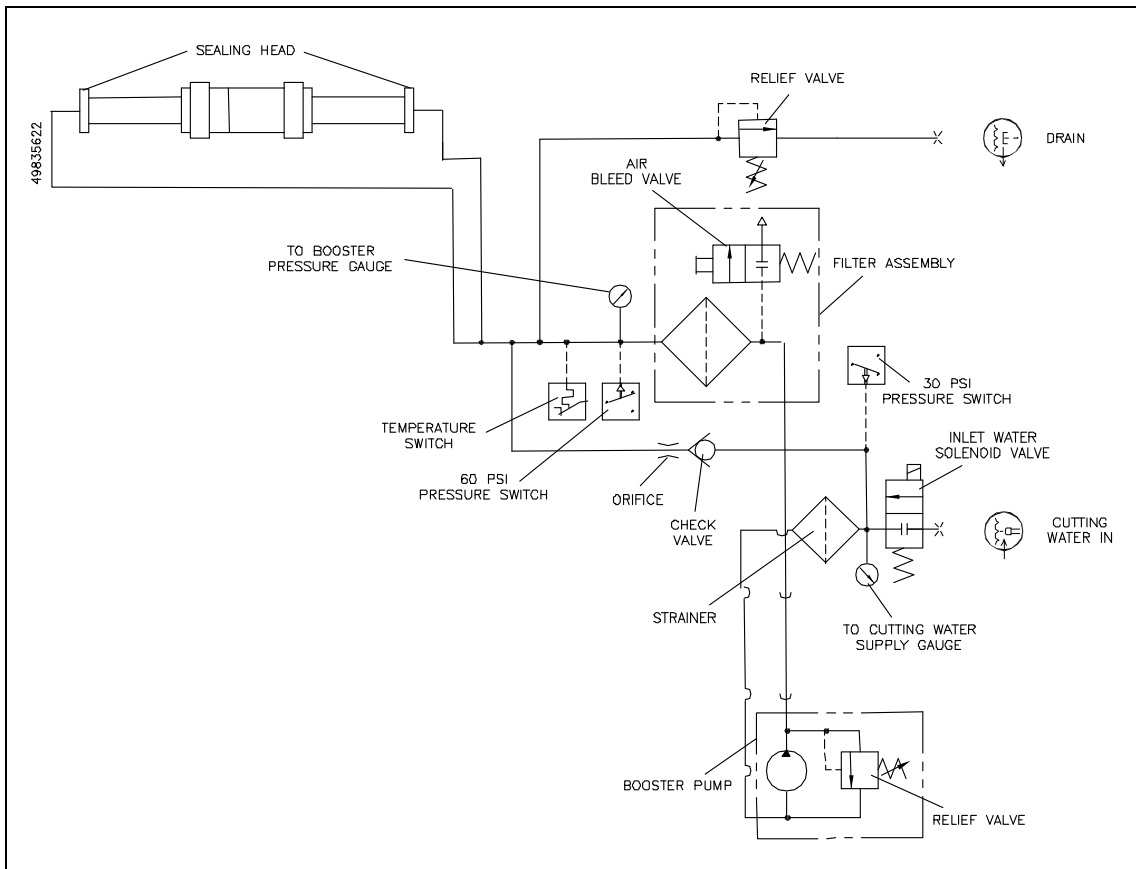 SEALING HEAD
RELIEF VALVE
49835622
DRAIN
AIR
BLEED VALVE
TO BOOSTER
PRESSURE GAUGE
FILTER ASSEMBLY
30 PSI
PRESSURE SWITCH
TEMPERATURE
SWITCH
INLET WATER
SOLENOID VALVE
60 PSI
PRESSURE SWITCH
ORIFICE
CHECK
VALVE
CUTTING
WATER IN
STRAINER
TO CUTTING WATER
SUPPLY GAUGE
BOOSTER PUMP
RELIEF VALVE